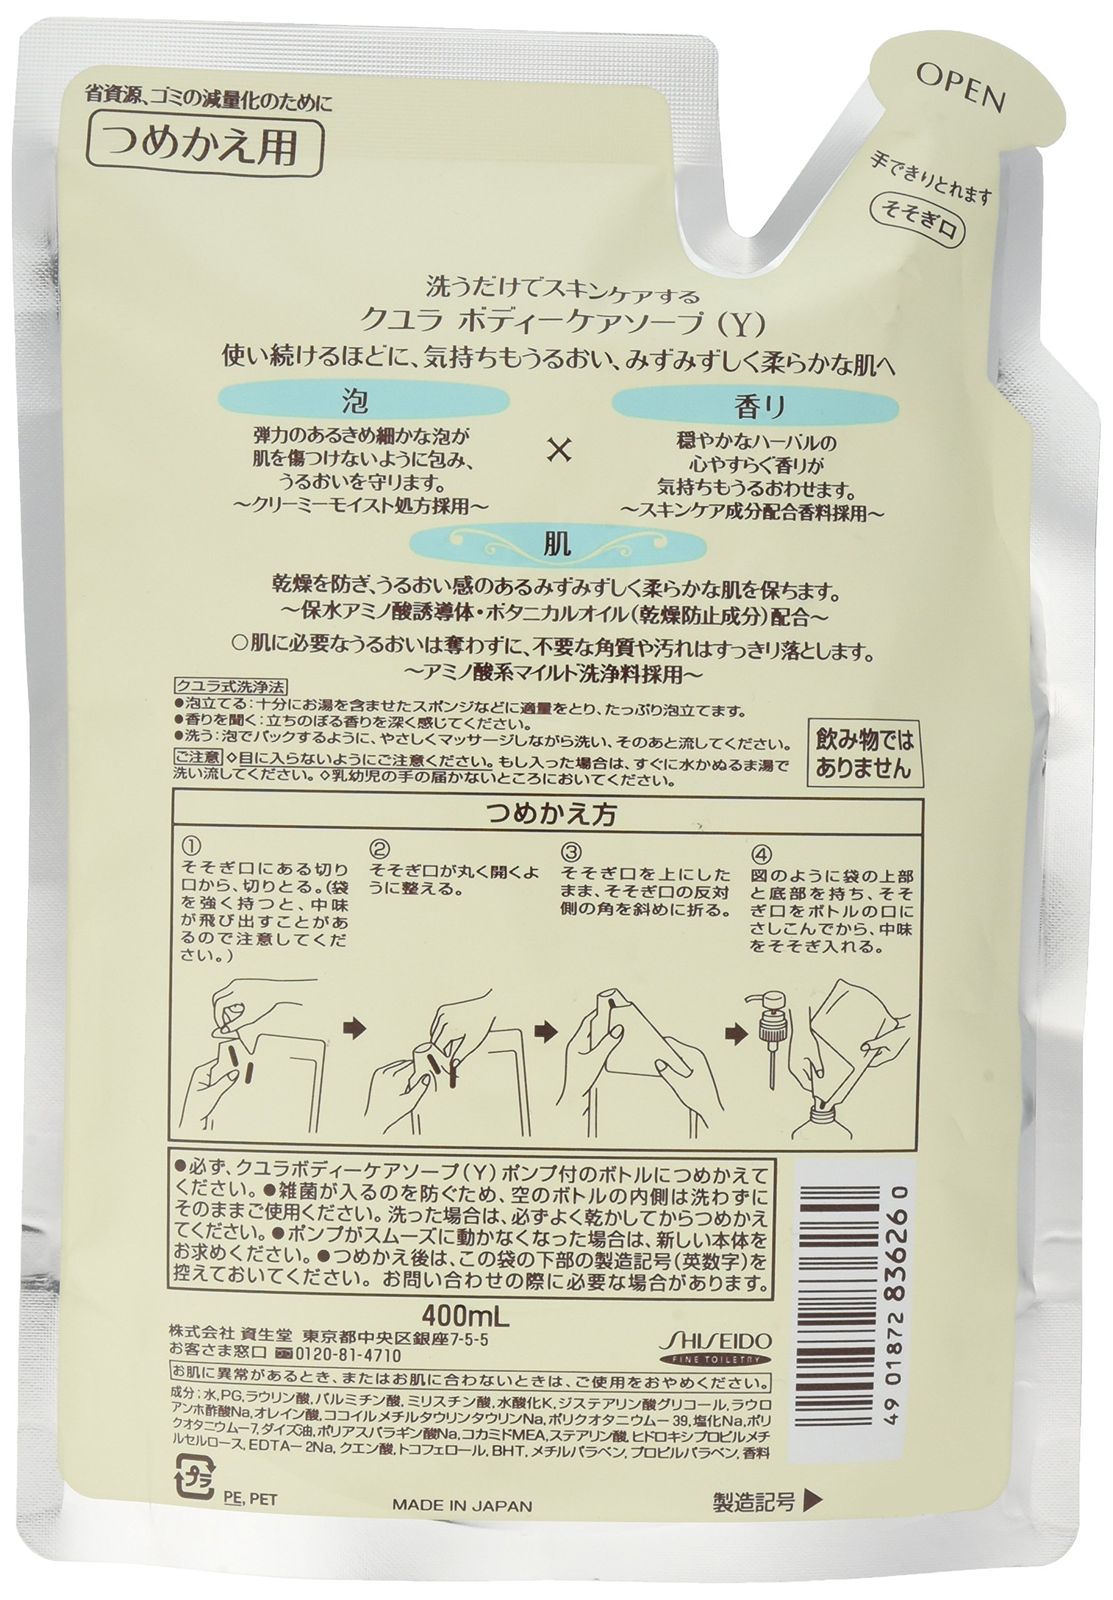 省資源、ゴミの減量化のために
つめかえ用
OPEN
手できりとれます
そそぎ口
洗うだけでスキンケアする
クユラ ボディーケアソープ（Y）
使い続けるほどに、気持ちもうるおい、みずみずしく柔らかな肌へ
泡
弾力のあるきめ細かな泡が
肌を傷つけないように包み、
うるおいを守ります。
～クリーミーモイスト処方採用～
×
香り
穏やかなハーバルの
心やすらぐ香りが
気持ちもうるおわせます。
～スキンケア成分配合香料採用～
肌
乾燥を防ぎ、うるおい感のあるみずみずしく柔らかな肌を保ちます。
～保水アミノ酸誘導体・ボタニカルオイル（乾燥防止成分）配合～
○肌に必要なうるおいは奪わずに、不要な角質や汚れはすっきり落とします。
～アミノ酸系マイルト洗浄料採用～
クユラ式洗浄法
●泡立てる：十分にお湯を含ませたスポンジなどに適量をとり、たっぷり泡立てます。
●香りを聞く：立ちのぼる香りを深く感じてください。
●洗う：泡でパックするように、やさしくマッサージしながら洗い、そのあと流してください。
ご注意 ◇目に入らないようにご注意ください。もし入った場合は、すぐに水かぬるま湯で
洗い流してください。◇乳幼児の手の届かないところにおいてください。
飲み物では
ありません
つめかえ方
①
そそぎ口にある切り
口から、切りとる。（袋
を強く持つと、中味
が飛び出すことがあ
るので注意してくだ
さい。）
②
そそぎ口が丸く開くよ
うに整える。
③
そそぎ口を上にした
まま、そそぎ口の反対
側の角を斜めに折る。
④
図のように袋の上部
と底部を持ち、そそ
ぎ口をボトルの口に
さしこんでから、中味
をそそぎ入れる。
●必ず、クユラボディーケアソープ（Y）ポンプ付のボトルにつめかえて
ください。●雑菌が入るのを防ぐため、空のボトルの内側は洗わずに
そのままご使用ください。洗った場合は、必ずよく乾かしてからつめかえ
てください。●ポンプがスムーズに動かなくなった場合は、新しい本体を
お求めください。●つめかえ後は、この袋の下部の製造記号（英数字）を
控えておいてください。お問い合わせの際に必要な場合があります。
400mL
株式会社 資生堂 東京都中央区銀座7-5-5
お客さま窓口 0120-81-4710
SHISEIDO
FINE TOILETRY
お肌に異常があるとき、またはお肌に合わないときは、ご使用をおやめください。
成分：水,PG,ラウリン酸,パルミチン酸,ミリスチン酸,水酸化K,ジステアリン酸グリコール,ラウロ
アンホ酢酸Na,オレイン酸,ココイルメチルタウリンタウリンNa,ポリクオタニウムー39,塩化Na,ポリ
クオタニウムー7,ダイズ油,ポリアスパラギン酸Na,コカミドMEA,ステアリン酸,ヒドロキシプロピルメチ
ルセルロース,EDTAー2Na,クエン酸,トコフェロール,BHT,メチルパラベン,プロピルパラベン,香料
プラ
PE, PET
MADE IN JAPAN
製造記号▶
49 01872 836260